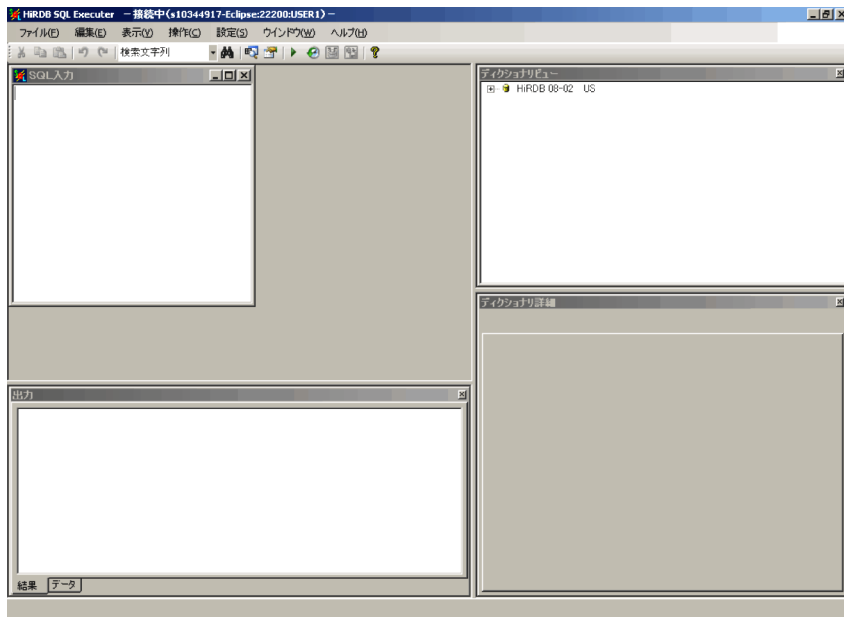 HiRDB SQL Executer －接続中(s10344917-Eclipse:22200:USER1)－
ファイル(F) 編集(E) 表示(V) 操作(C) 設定(S) ウインドウ(W) ヘルプ(H)
検索文字列
SQL入力
ディクショナリビュー
HiRDB 08-02 US
ディクショナリ詳細
出力
結果 データ